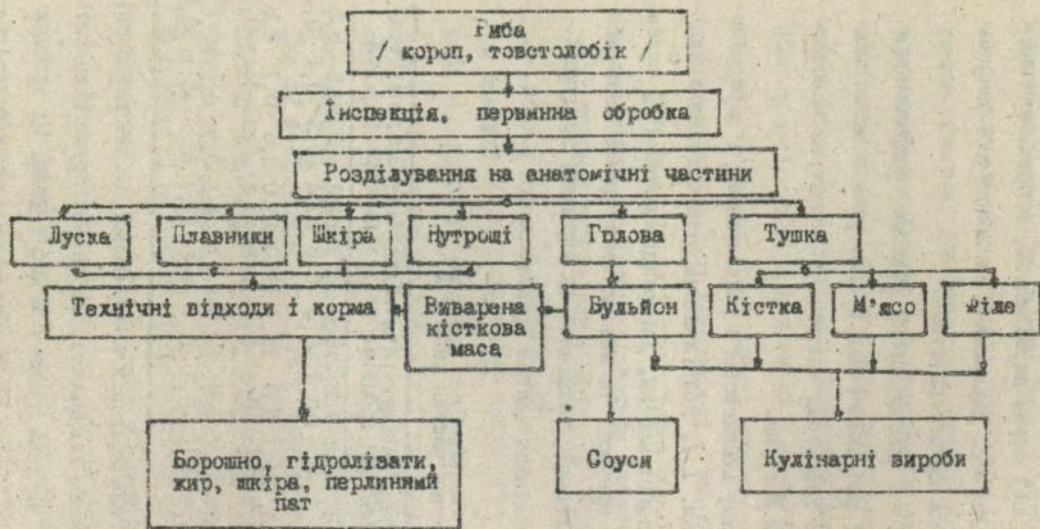 Риба
/ короп, товстолобік /
Інспекція, первинна обробка
Розділування на анатомічні частини
Луска Плавники Шкіра Нутрощі Голова Тушка
Технічні відходи і корма Виварена Бульйон Кістка М'ясо Філе
кісткова
маса
Борошно, гідролізати, Соуси Кулінарні вироби
жир, шкіра, перлинний
пат